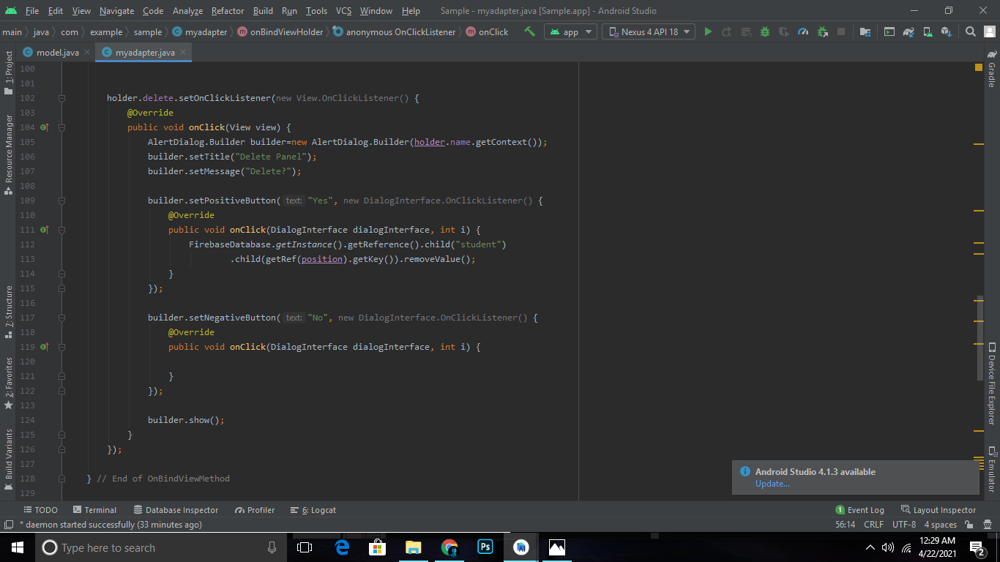 File Edit View Navigate Code Analyze Refactor Build Run Tools VCS Window Help Sample - myadapter.java [Sample.app] - Android Studio
main java com example sample myadapter onBindViewHolder anonymous OnClickListener onClick app Nexus 4 API 18
model.java myadapter.java
100
101
102 holder.delete.setOnClickListener(new View.OnClickListener() {
103 @Override
104 public void onClick(View view) {
105 AlertDialog.Builder builder=new AlertDialog.Builder(holder.name.getContext());
106 builder.setTitle("Delete Panel");
107 builder.setMessage("Delete?");
108
109 builder.setPositiveButton( text: "Yes", new DialogInterface.OnClickListener() {
110 @Override
111 public void onClick(DialogInterface dialogInterface, int i) {
112 FirebaseDatabase.getInstance().getReference().child("student")
113 .child(getRef(position).getKey()).removeValue();
114 }
115 });
116
117 builder.setNegativeButton( text: "No", new DialogInterface.OnClickListener() {
118 @Override
119 public void onClick(DialogInterface dialogInterface, int i) {
120
121 }
122 });
123
124 builder.show();
125 }
126 });
127
128 } // End of OnBindViewMethod
129
1: Project
Resource Manager
7: Structure
2: Favorites
Build Variants
Gradle
Device File Explorer
Emulator
Android Studio 4.1.3 available
Update...
TODO Terminal Database Inspector Profiler 6: Logcat 1 Event Log Layout Inspector
* daemon started successfully (33 minutes ago) 56:14 CRLF UTF-8 4 spaces
Type here to search Ps 12:29 AM
4/22/2021 2